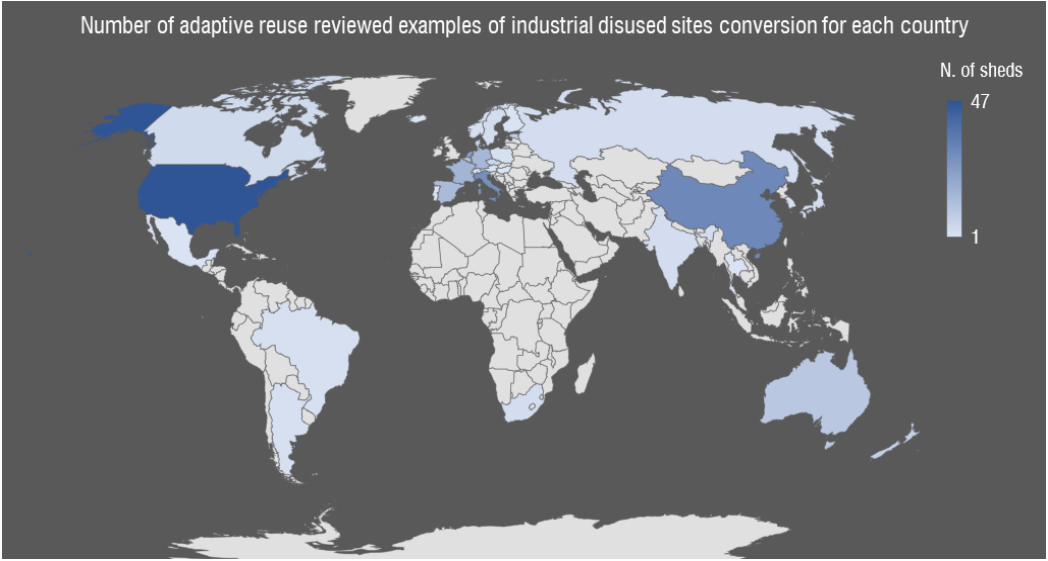 Number of adaptive reuse reviewed examples of industrial disused sites conversion for each country
N. of sheds
47
1